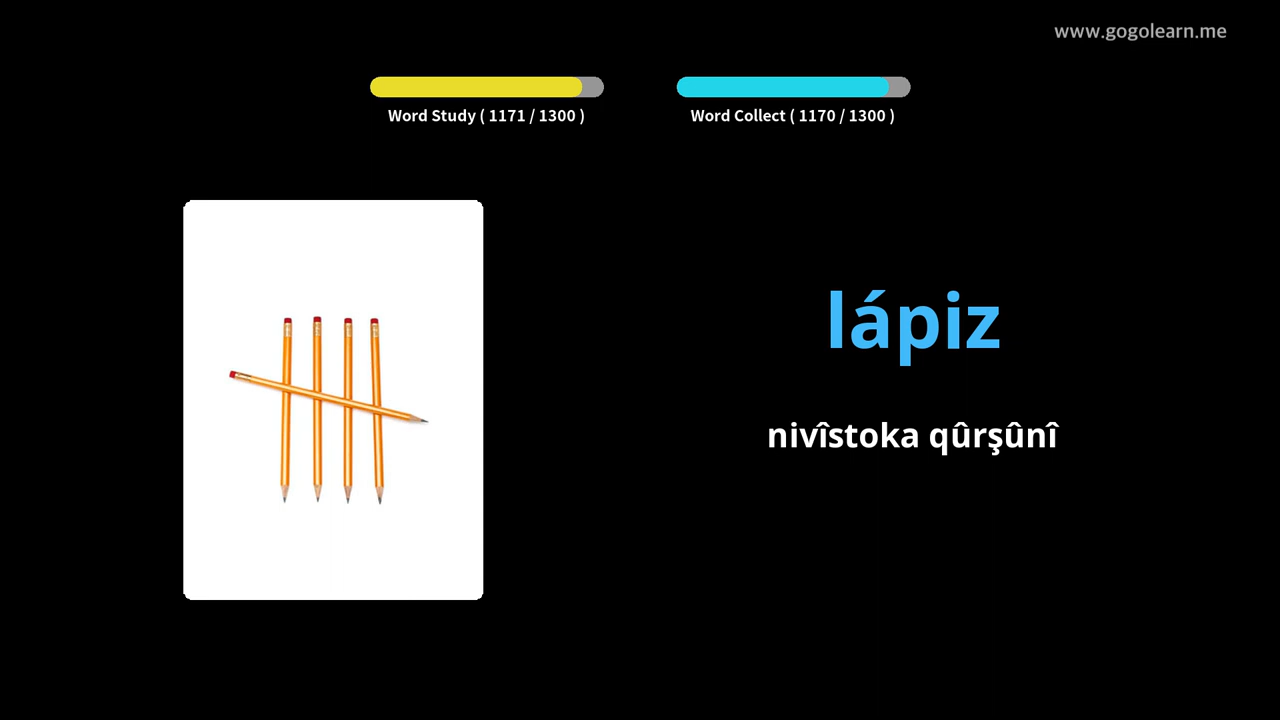 www.gogolearn.me
Word Study ( 1171 / 1300 )
Word Collect ( 1170 / 1300 )
lápiz
nivîstoka qûrşûnî